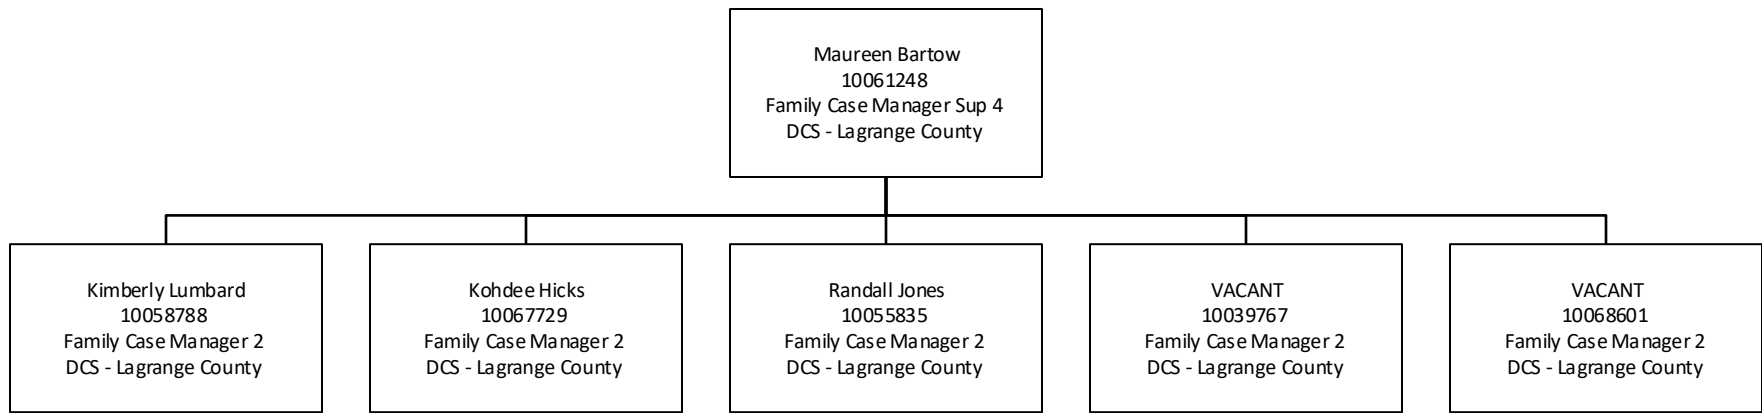 Maureen Bartow
10061248
Family Case Manager Sup 4
DCS - Lagrange County
Kimberly Lumbard
10058788
Family Case Manager 2
DCS - Lagrange County
Kohdee Hicks
10067729
Family Case Manager 2
DCS - Lagrange County
Randall Jones
10055835
Family Case Manager 2
DCS - Lagrange County
VACANT
10039767
Family Case Manager 2
DCS - Lagrange County
VACANT
10068601
Family Case Manager 2
DCS - Lagrange County